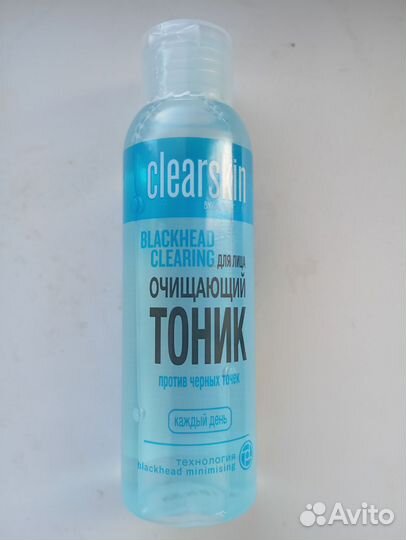 clearskin
BLACKHEAD
CLEARING для лица
ОЧИЩАЮЩИЙ
ТОНИК
против черных точек
каждый день
технология
blackhead minimising
Avito